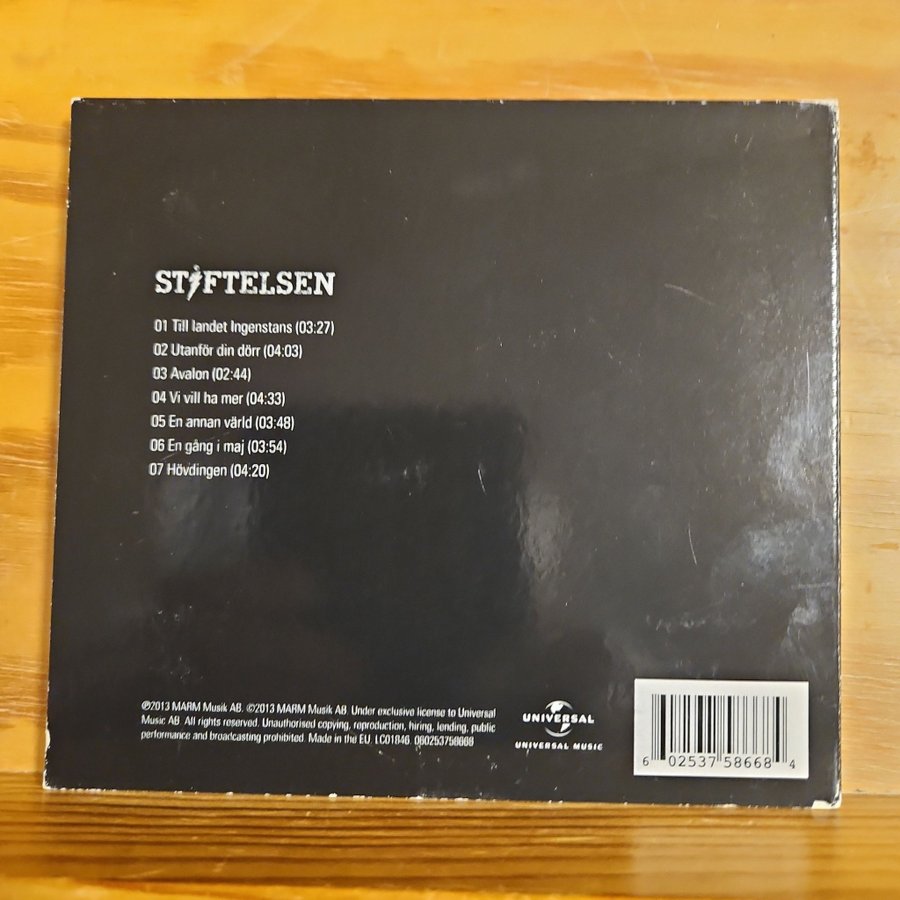 STIFTELSEN
01 Till landet Ingenstans (03:27)
02 Utanför din dörr (04:03)
03 Avalon (02:44)
04 Vi vill ha mer (04:33)
05 En annan värld (03:48)
06 En gång i maj (03:54)
07 Hövdingen (04:20)
℗2013 MARM Musik AB. ©2013 MARM Musik AB. Under exclusive license to Universal
Music AB. All rights reserved. Unauthorised copying, reproduction, hiring, lending, public
performance and broadcasting prohibited. Made in the EU. LC01846. 060253758668
UNIVERSAL
UNIVERSAL MUSIC
6 02537 58668 4